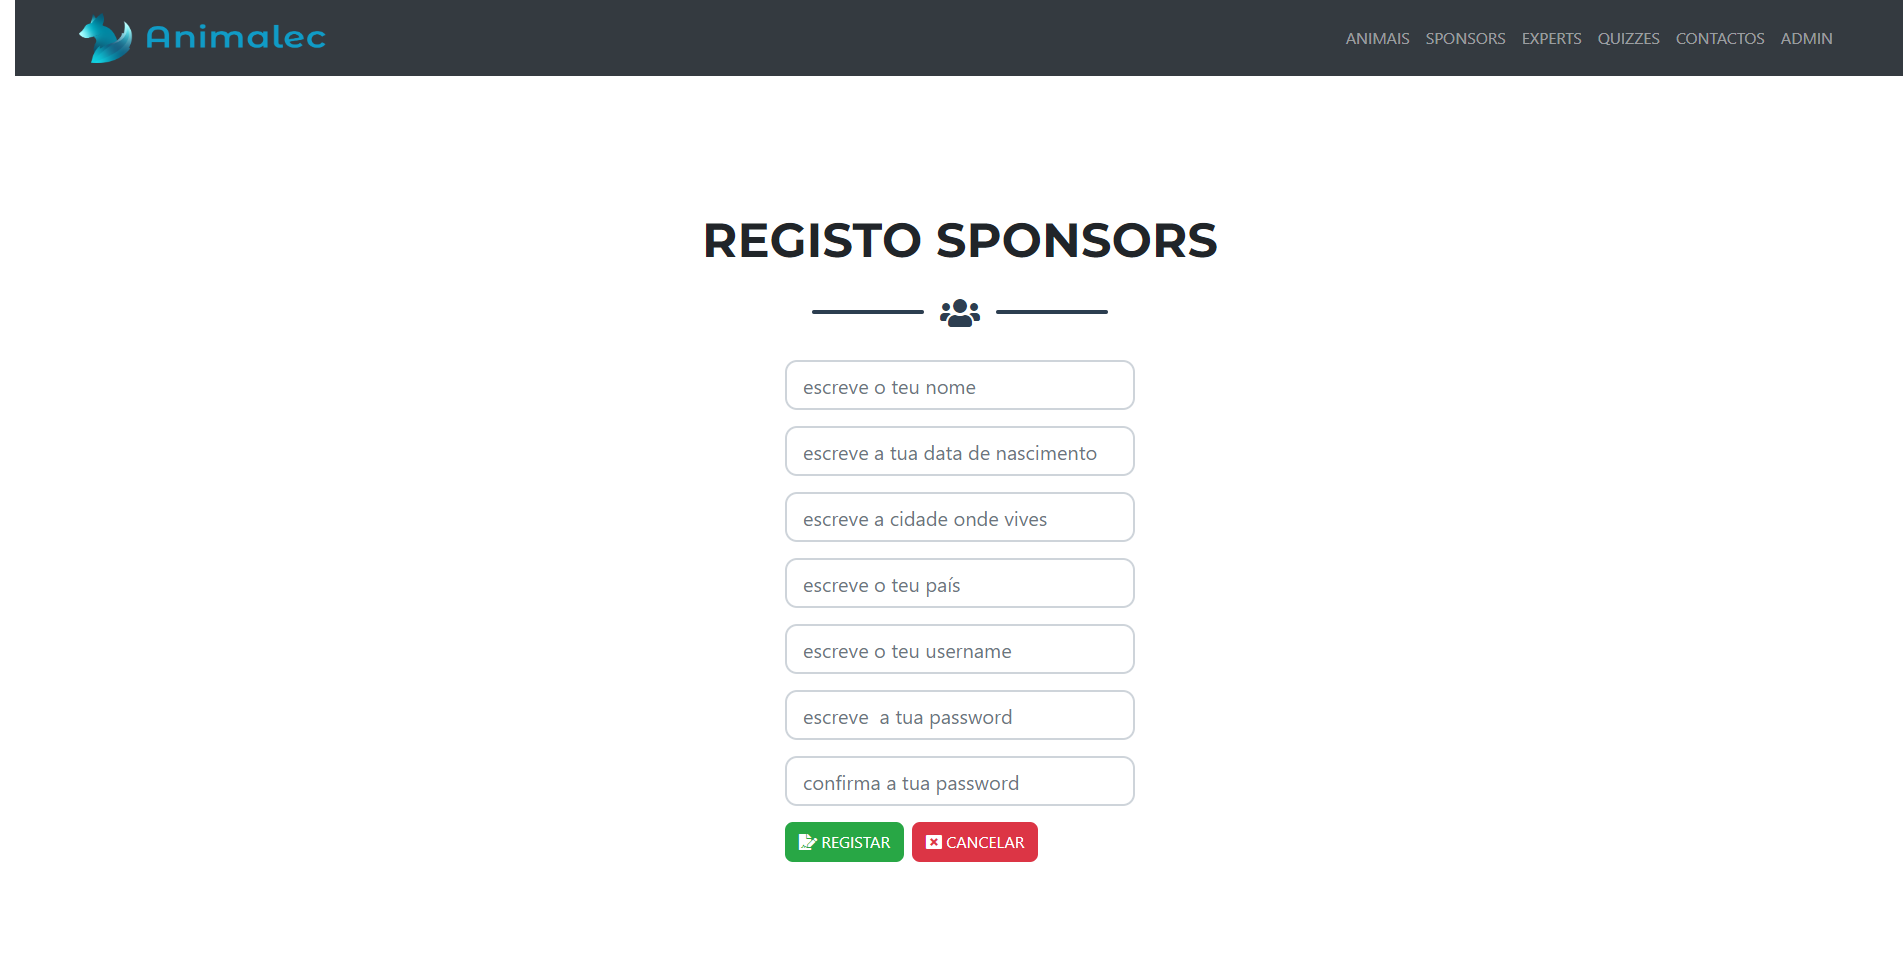 Animalec
ANIMAIS SPONSORS EXPERTS QUIZZES CONTACTOS ADMIN
REGISTO SPONSORS
escreve o teu nome
escreve a tua data de nascimento
escreve a cidade onde vives
escreve o teu país
escreve o teu username
escreve  a tua password
confirma a tua password
REGISTAR CANCELAR